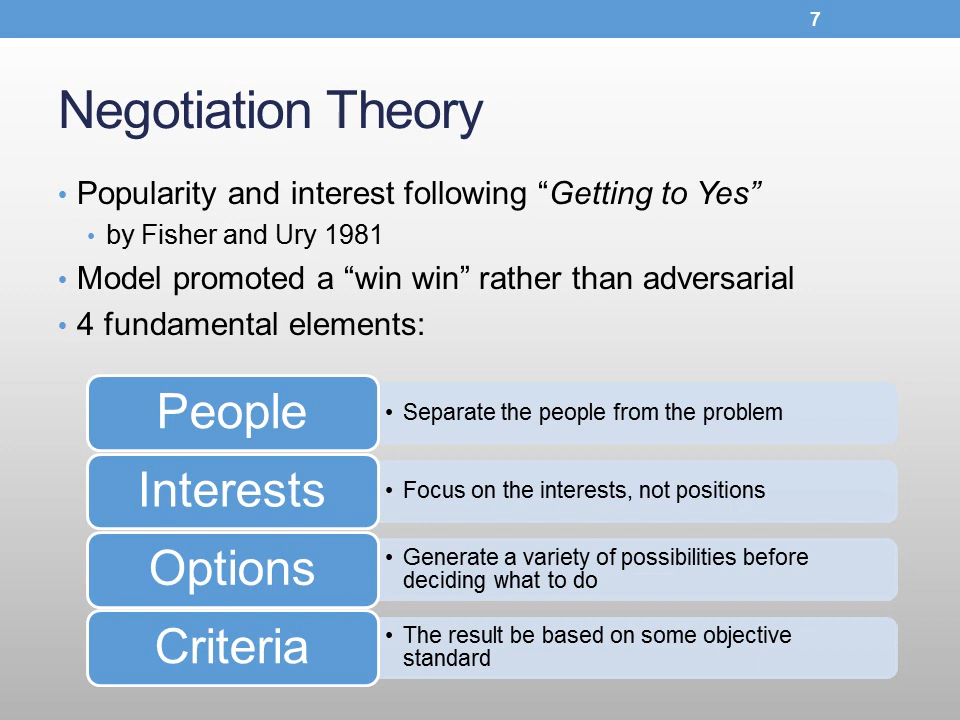 7
Negotiation Theory
• Popularity and interest following “Getting to Yes”
• by Fisher and Ury 1981
• Model promoted a “win win” rather than adversarial
• 4 fundamental elements:
People
• Separate the people from the problem
Interests
• Focus on the interests, not positions
Options
• Generate a variety of possibilities before
deciding what to do
Criteria
• The result be based on some objective
standard